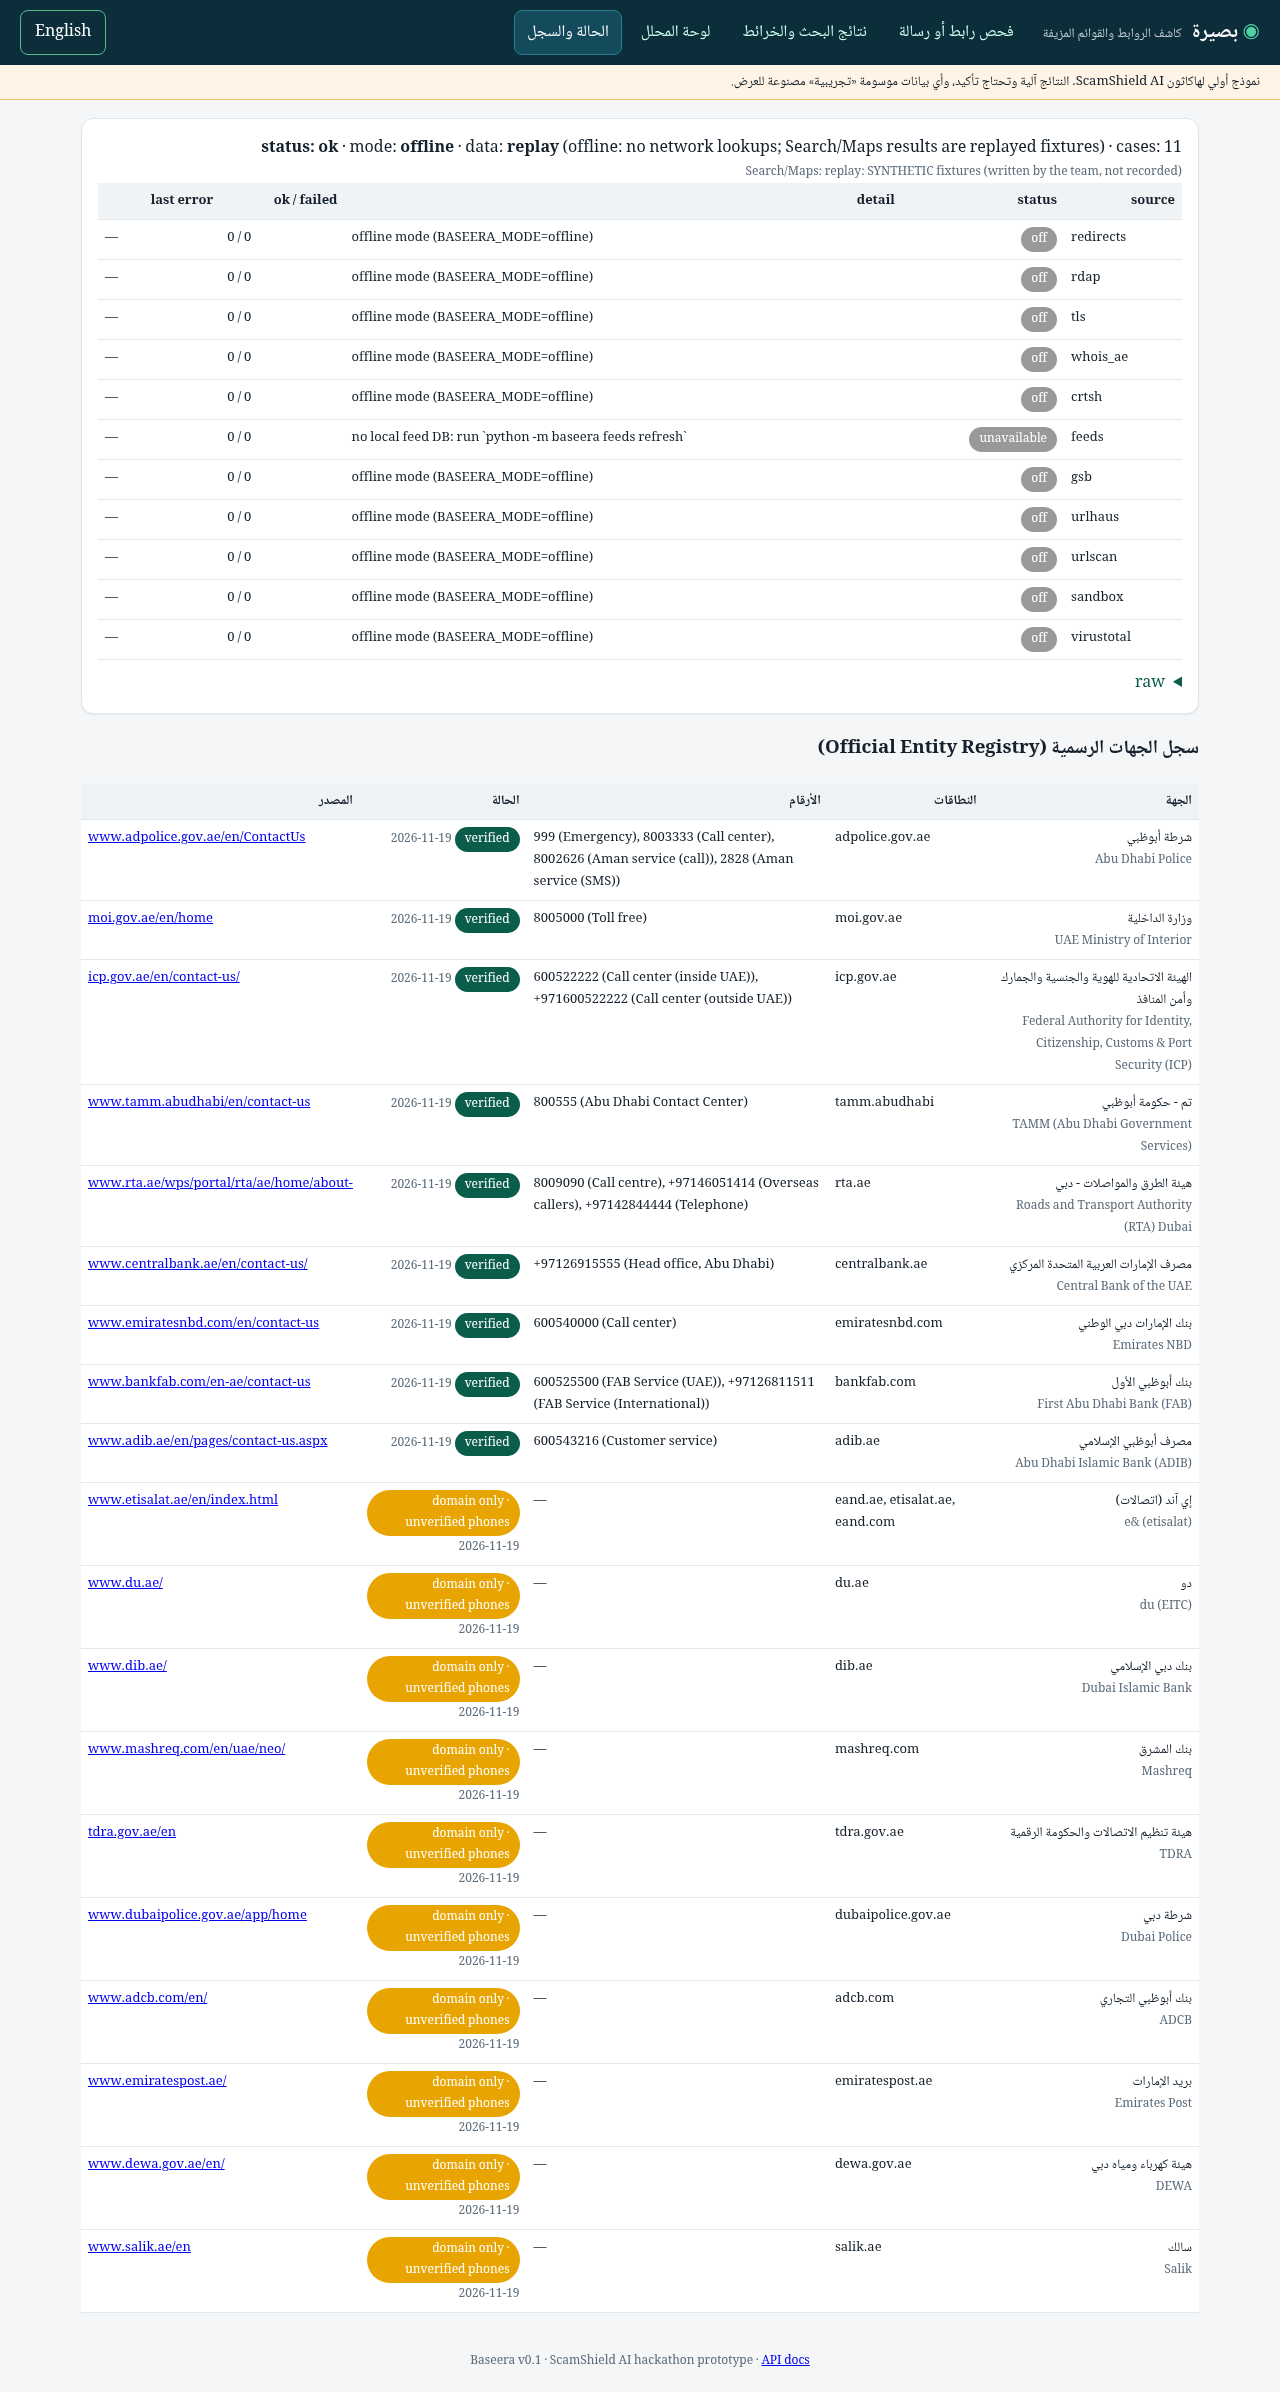 ◉ بصيرة كاشف الروابط والقوائم المزيفة
فحص رابط أو رسالة
نتائج البحث والخرائط
لوحة المحلل
الحالة والسجل
English
نموذج أولي لهاكاثون ScamShield AI. النتائج آلية وتحتاج تأكيد، وأي بيانات موسومة «تجريبية» مصنوعة للعرض.
status: ok · mode: offline · data: replay (offline: no network lookups; Search/Maps results are replayed fixtures) · cases: 11
Search/Maps: replay: SYNTHETIC fixtures (written by the team, not recorded)
source status detail ok / failed last error
redirects off offline mode (BASEERA_MODE=offline) 0 / 0 —
rdap off offline mode (BASEERA_MODE=offline) 0 / 0 —
tls off offline mode (BASEERA_MODE=offline) 0 / 0 —
whois_ae off offline mode (BASEERA_MODE=offline) 0 / 0 —
crtsh off offline mode (BASEERA_MODE=offline) 0 / 0 —
feeds unavailable no local feed DB: run `python -m baseera feeds refresh` 0 / 0 —
gsb off offline mode (BASEERA_MODE=offline) 0 / 0 —
urlhaus off offline mode (BASEERA_MODE=offline) 0 / 0 —
urlscan off offline mode (BASEERA_MODE=offline) 0 / 0 —
sandbox off offline mode (BASEERA_MODE=offline) 0 / 0 —
virustotal off offline mode (BASEERA_MODE=offline) 0 / 0 —
raw
سجل الجهات الرسمية (Official Entity Registry)
الجهة النطاقات الأرقام الحالة المصدر
شرطة أبوظبي adpolice.gov.ae 999 (Emergency), 8003333 (Call center), verified 2026-11-19 www.adpolice.gov.ae/en/ContactUs
Abu Dhabi Police 8002626 (Aman service (call)), 2828 (Aman
service (SMS))
وزارة الداخلية moi.gov.ae 8005000 (Toll free) verified 2026-11-19 moi.gov.ae/en/home
UAE Ministry of Interior
الهيئة الاتحادية للهوية والجنسية والجمارك icp.gov.ae 600522222 (Call center (inside UAE)), verified 2026-11-19 icp.gov.ae/en/contact-us/
وأمن المنافذ +971600522222 (Call center (outside UAE))
Federal Authority for Identity,
Citizenship, Customs & Port
Security (ICP)
تم - حكومة أبوظبي tamm.abudhabi 800555 (Abu Dhabi Contact Center) verified 2026-11-19 www.tamm.abudhabi/en/contact-us
TAMM (Abu Dhabi Government
Services)
هيئة الطرق والمواصلات - دبي rta.ae 8009090 (Call centre), +97146051414 (Overseas verified 2026-11-19 www.rta.ae/wps/portal/rta/ae/home/about-
Roads and Transport Authority callers), +97142844444 (Telephone)
(RTA) Dubai
مصرف الإمارات العربية المتحدة المركزي centralbank.ae +97126915555 (Head office, Abu Dhabi) verified 2026-11-19 www.centralbank.ae/en/contact-us/
Central Bank of the UAE
بنك الإمارات دبي الوطني emiratesnbd.com 600540000 (Call center) verified 2026-11-19 www.emiratesnbd.com/en/contact-us
Emirates NBD
بنك أبوظبي الأول bankfab.com 600525500 (FAB Service (UAE)), +97126811511 verified 2026-11-19 www.bankfab.com/en-ae/contact-us
First Abu Dhabi Bank (FAB) (FAB Service (International))
مصرف أبوظبي الإسلامي adib.ae 600543216 (Customer service) verified 2026-11-19 www.adib.ae/en/pages/contact-us.aspx
Abu Dhabi Islamic Bank (ADIB)
إي آند (اتصالات) eand.ae, etisalat.ae, — domain only · www.etisalat.ae/en/index.html
e& (etisalat) eand.com unverified phones
2026-11-19
دو du.ae — domain only · www.du.ae/
du (EITC) unverified phones
2026-11-19
بنك دبي الإسلامي dib.ae — domain only · www.dib.ae/
Dubai Islamic Bank unverified phones
2026-11-19
بنك المشرق mashreq.com — domain only · www.mashreq.com/en/uae/neo/
Mashreq unverified phones
2026-11-19
هيئة تنظيم الاتصالات والحكومة الرقمية tdra.gov.ae — domain only · tdra.gov.ae/en
TDRA unverified phones
2026-11-19
شرطة دبي dubaipolice.gov.ae — domain only · www.dubaipolice.gov.ae/app/home
Dubai Police unverified phones
2026-11-19
بنك أبوظبي التجاري adcb.com — domain only · www.adcb.com/en/
ADCB unverified phones
2026-11-19
بريد الإمارات emiratespost.ae — domain only · www.emiratespost.ae/
Emirates Post unverified phones
2026-11-19
هيئة كهرباء ومياه دبي dewa.gov.ae — domain only · www.dewa.gov.ae/en/
DEWA unverified phones
2026-11-19
سالك salik.ae — domain only · www.salik.ae/en
Salik unverified phones
2026-11-19
Baseera v0.1 · ScamShield AI hackathon prototype · API docs